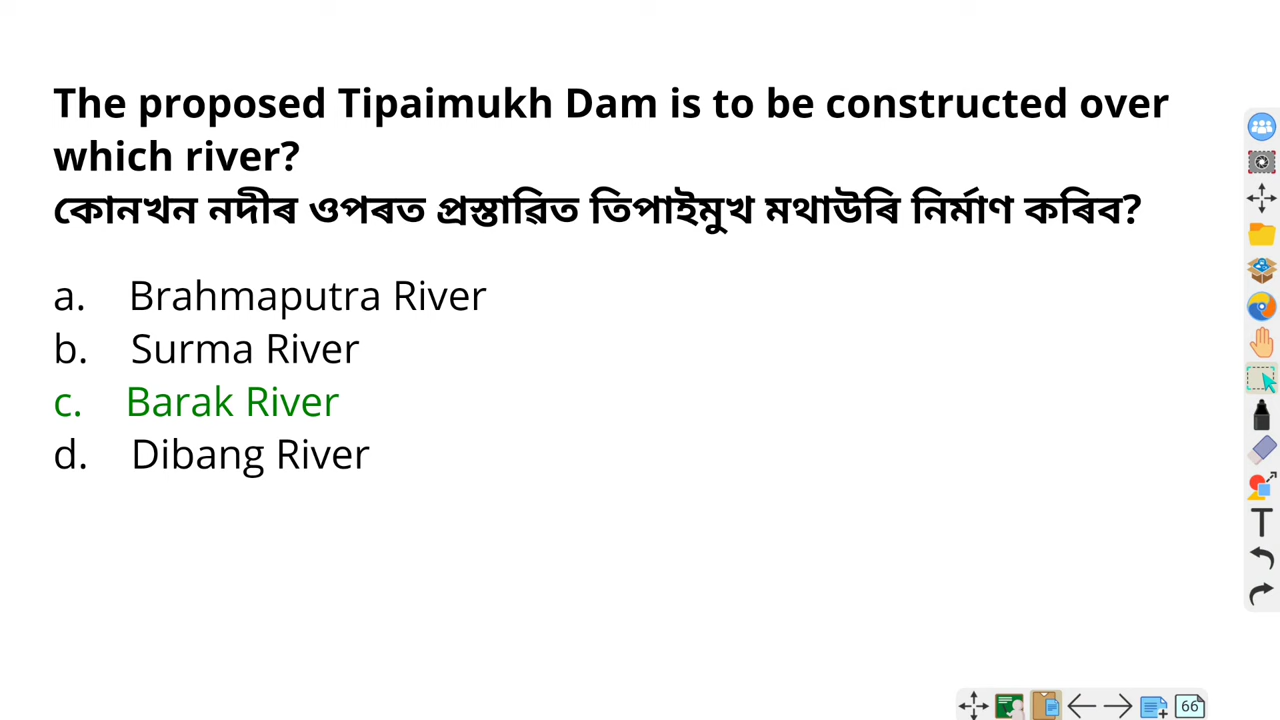 The proposed Tipaimukh Dam is to be constructed over
which river?
কোনখন নদীৰ ওপৰত প্ৰস্তাৱিত তিপাইমুখ মথাউৰি নিৰ্মাণ কৰিব?
a. Brahmaputra River
b. Surma River
c. Barak River
d. Dibang River
T
66